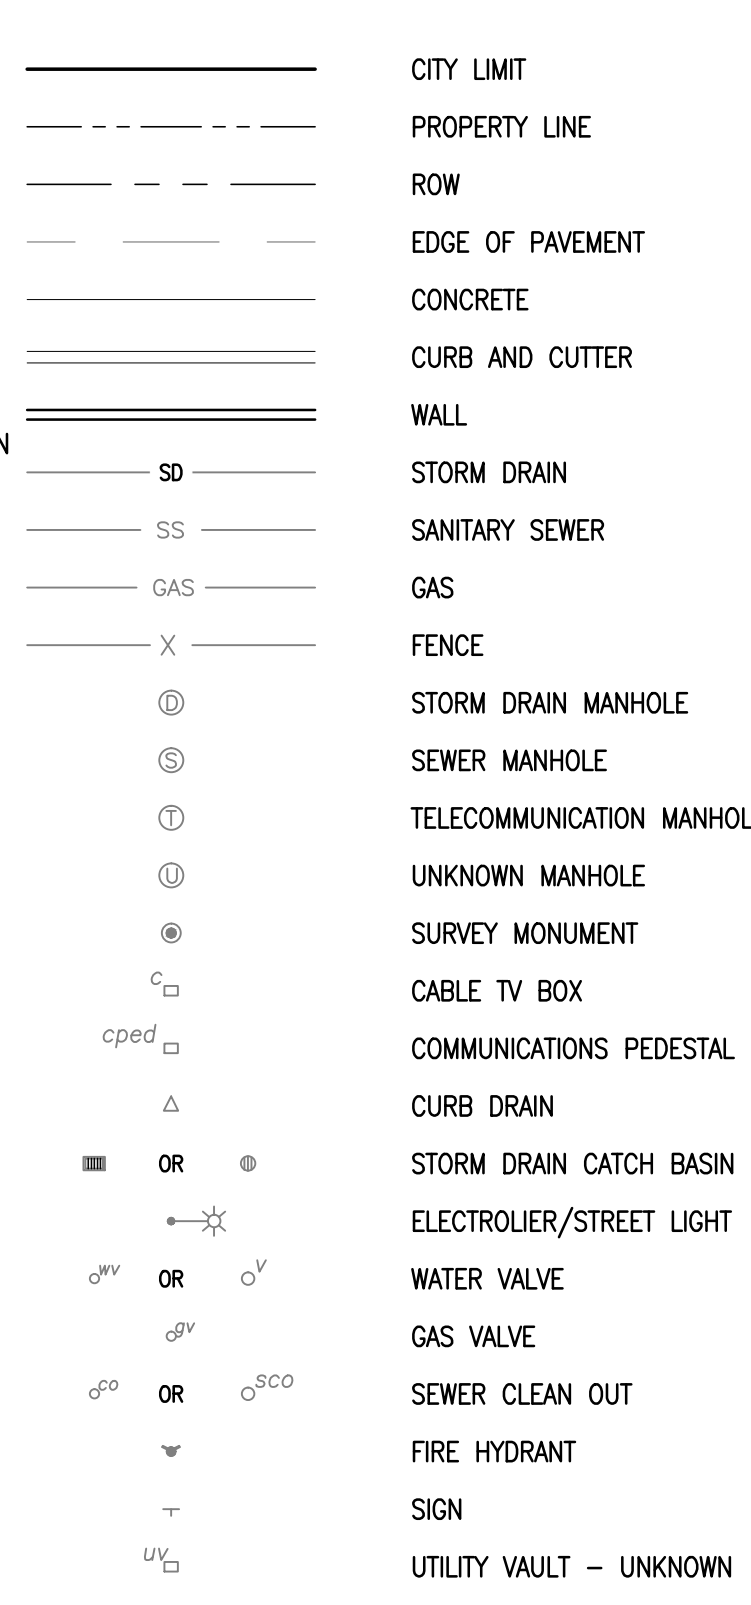 CITY LIMIT
PROPERTY LINE
ROW
EDGE OF PAVEMENT
CONCRETE
CURB AND CUTTER
WALL
N
SD STORM DRAIN
SS SANITARY SEWER
GAS GAS
X FENCE
D STORM DRAIN MANHOLE
S SEWER MANHOLE
T TELECOMMUNICATION MANHOL
U UNKNOWN MANHOLE
SURVEY MONUMENT
c CABLE TV BOX
cped COMMUNICATIONS PEDESTAL
CURB DRAIN
OR STORM DRAIN CATCH BASIN
ELECTROLIER/STREET LIGHT
wv OR V WATER VALVE
gv GAS VALVE
co OR sco SEWER CLEAN OUT
FIRE HYDRANT
SIGN
uv UTILITY VAULT – UNKNOWN